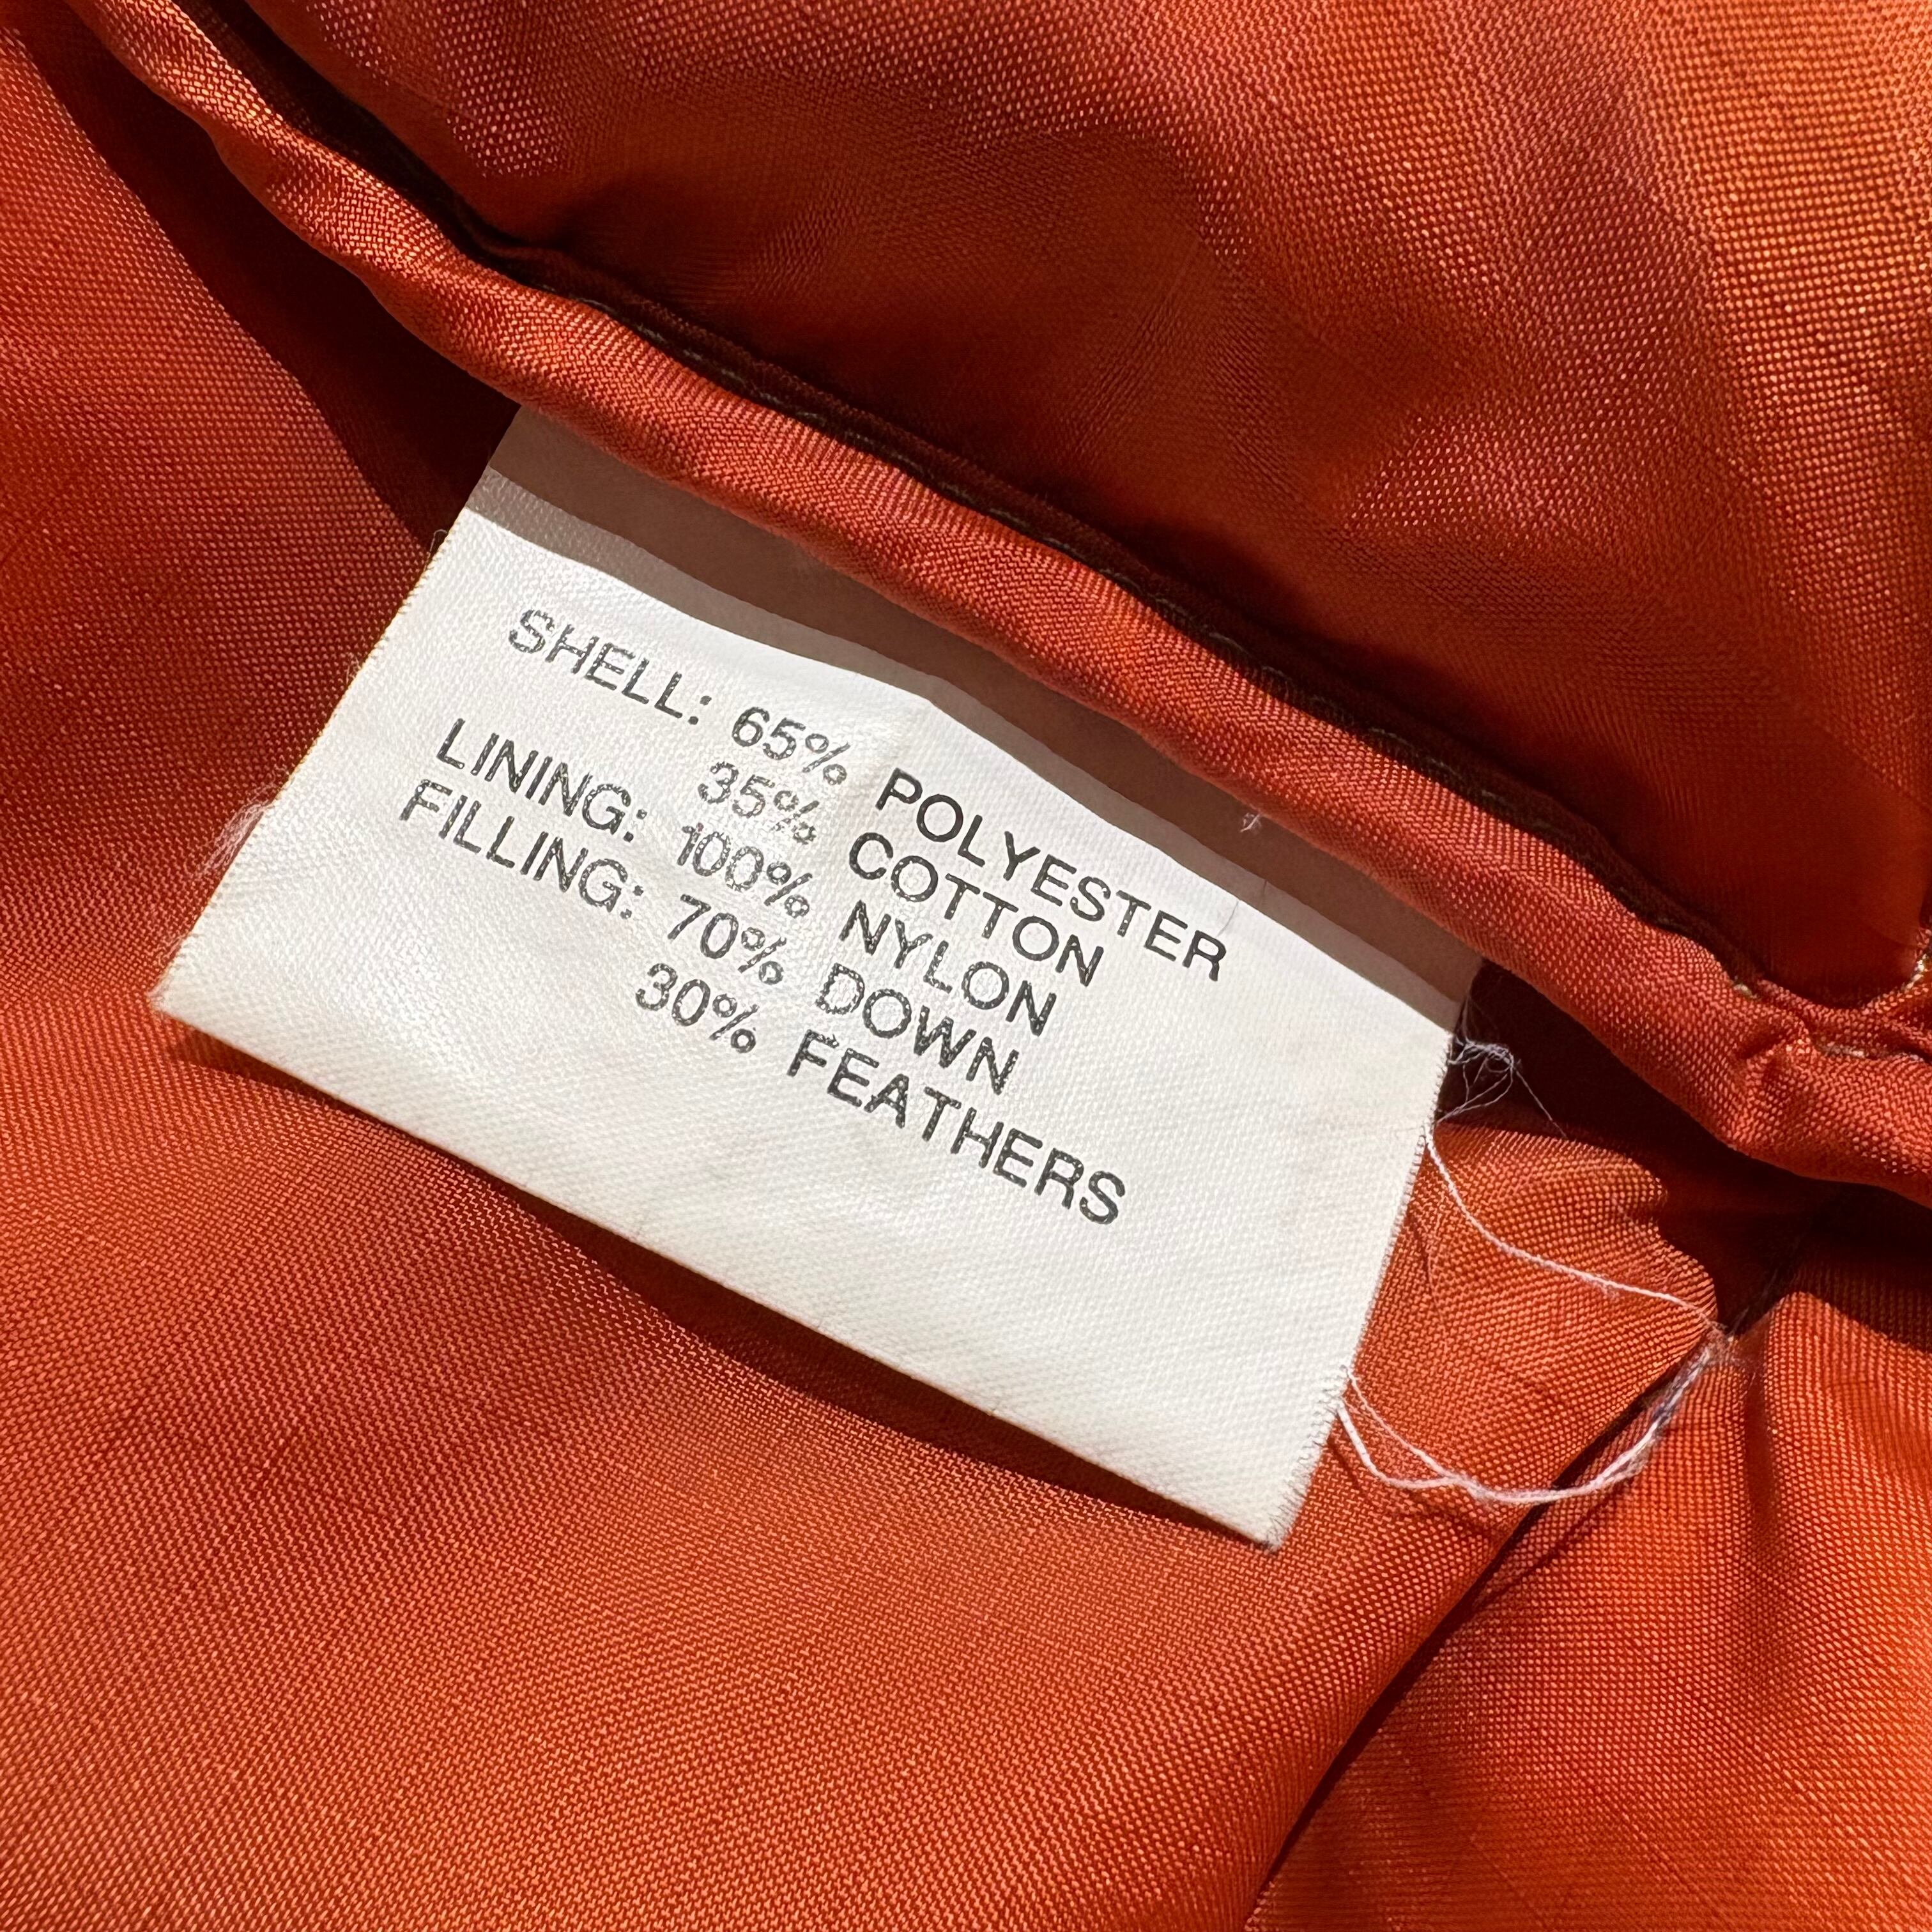 SHELL: 65% POLYESTER
35% COTTON
LINING: 100% NYLON
FILLING: 70% DOWN
30% FEATHERS